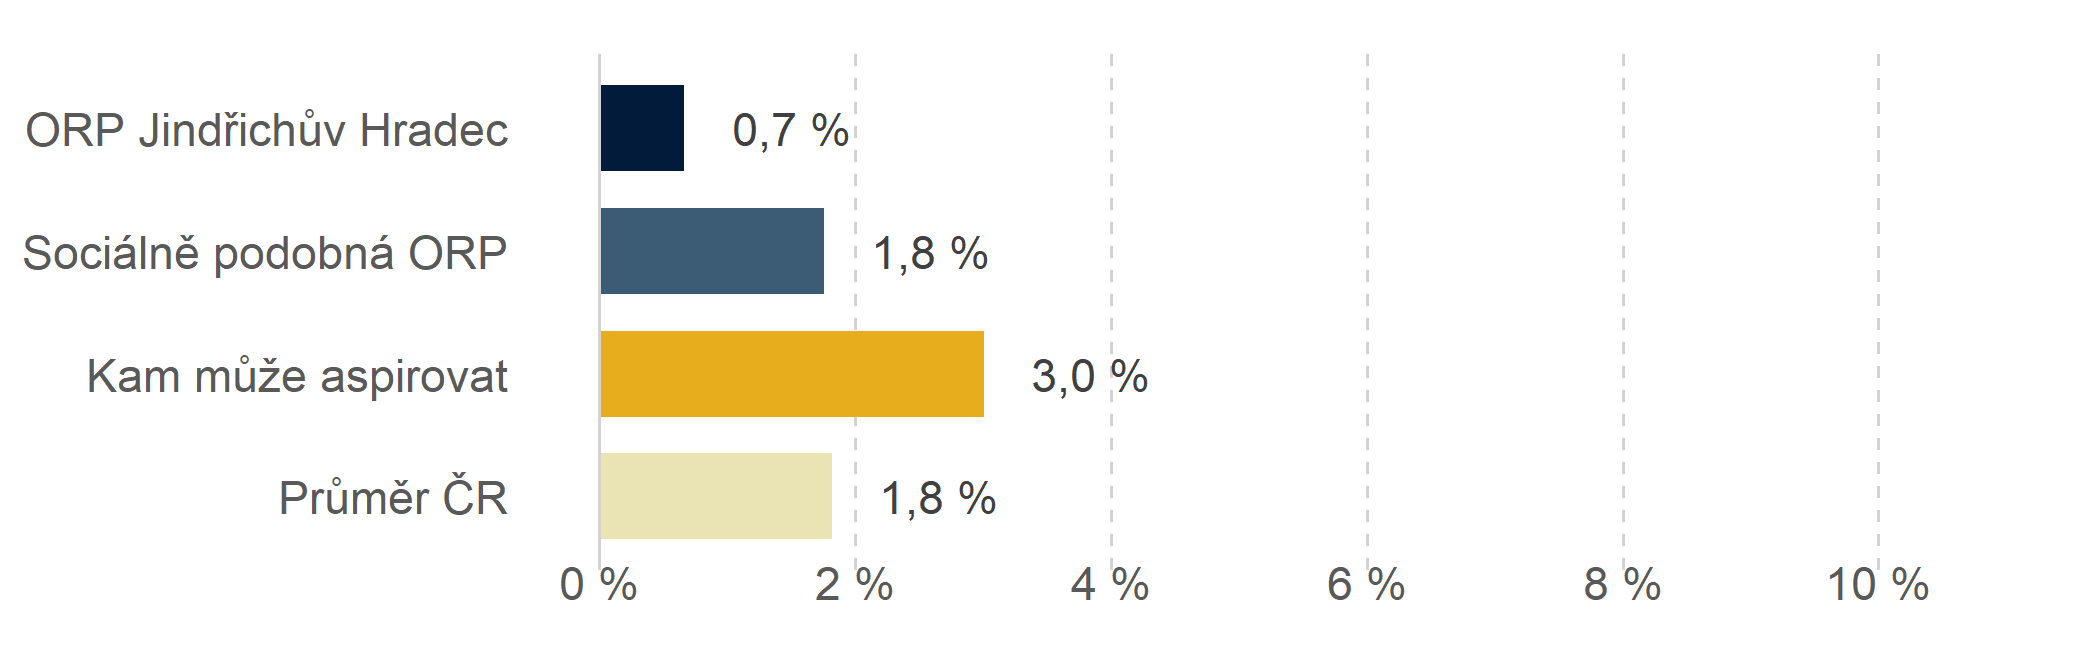 ORP Jindřichův Hradec 0,7 %
Sociálně podobná ORP 1,8 %
Kam může aspirovat 3,0 %
Průměr ČR 1,8 %
0 % 2 % 4 % 6 % 8 % 10 %